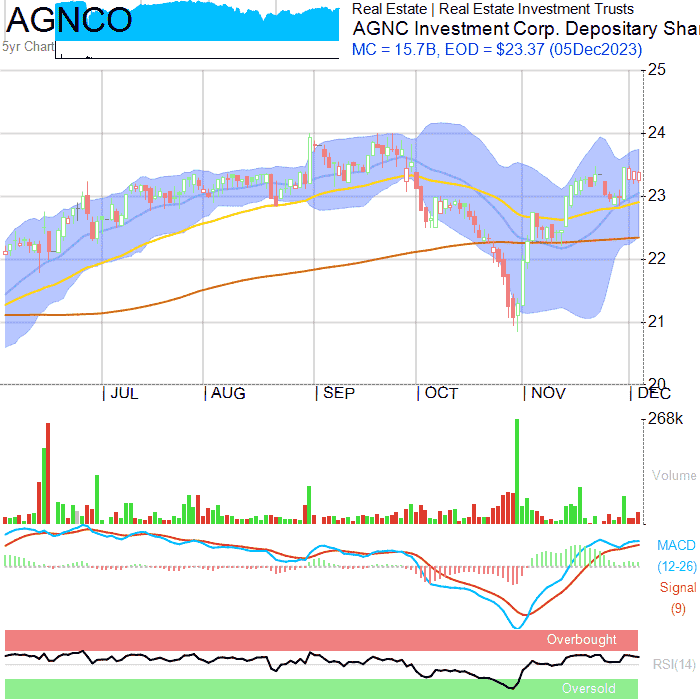 AGNCO
Real Estate | Real Estate Investment Trusts
AGNC Investment Corp. Depositary Shar
MC = 15.7B, EOD = $23.37 (05Dec2023)
5yr Chart
25
24
23
22
21
20
JUL AUG SEP OCT NOV DEC
268k
Volume
MACD
(12-26)
Signal
(9)
Overbought
RSI(14)
Oversold